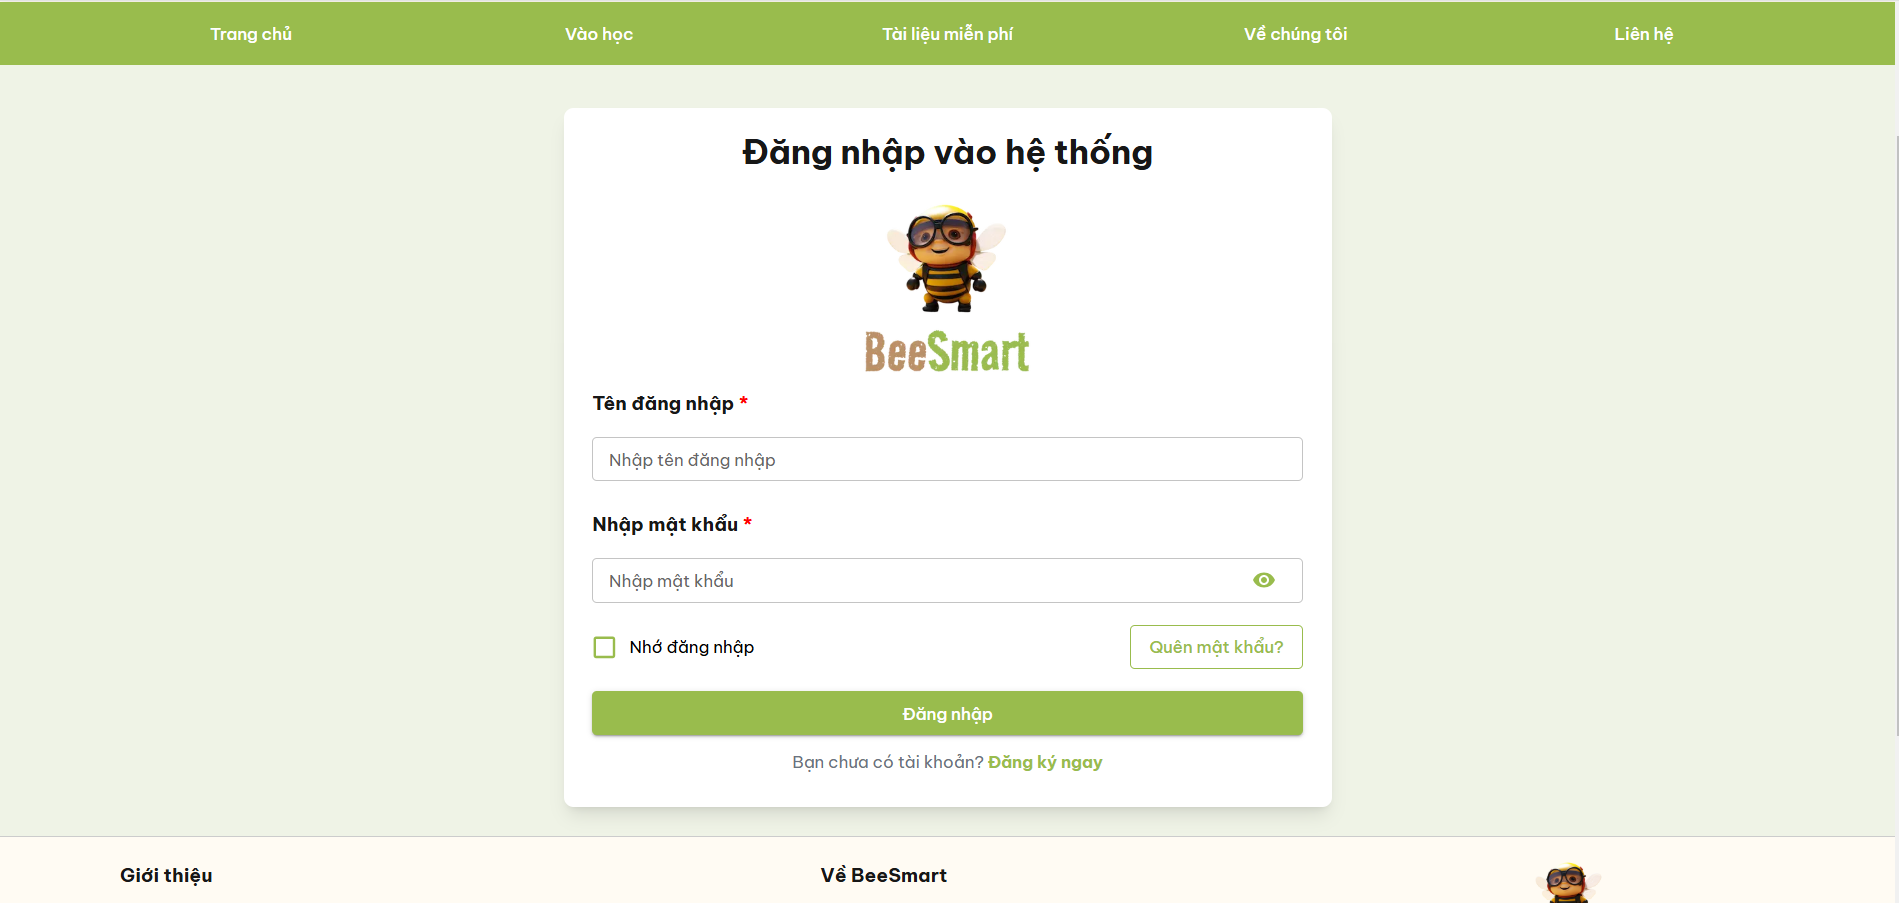 Trang chủ
Vào học
Tài liệu miễn phí
Về chúng tôi
Liên hệ
Đăng nhập vào hệ thống
BeeSmart
Tên đăng nhập *
Nhập tên đăng nhập
Nhập mật khẩu *
Nhập mật khẩu
Nhớ đăng nhập
Quên mật khẩu?
Đăng nhập
Bạn chưa có tài khoản? Đăng ký ngay
Giới thiệu
Về BeeSmart